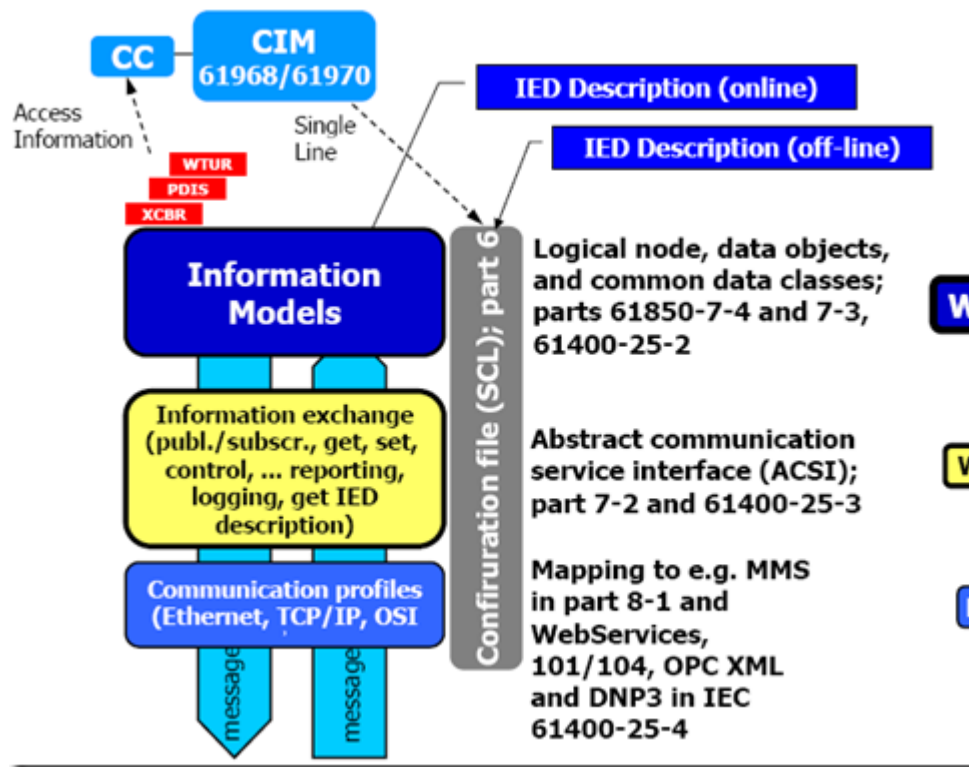 CC
CIM
61968/61970
IED Description (online)
Access
Information
Single
Line
IED Description (off-line)
WTUR
PDIS
XCBR
Information
Models
Confiruration file (SCL); part 6
Logical node, data objects,
and common data classes;
parts 61850-7-4 and 7-3,
61400-25-2
W
Information exchange
(publ./subscr., get, set,
control, ... reporting,
logging, get IED
description)
Abstract communication
service interface (ACSI);
part 7-2 and 61400-25-3
W
Communication profiles
(Ethernet, TCP/IP, OSI
Mapping to e.g. MMS
in part 8-1 and
WebServices,
101/104, OPC XML
and DNP3 in IEC
61400-25-4
message
message